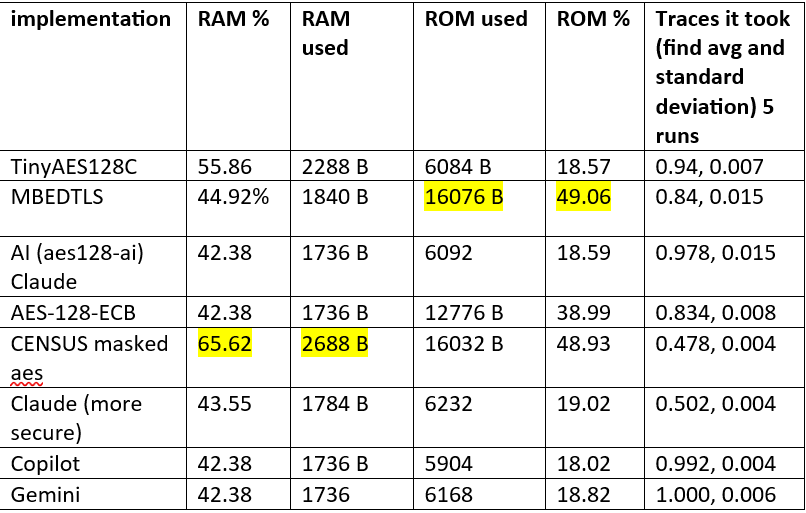 implementation RAM % RAM used ROM used ROM % Traces it took (find avg and standard deviation) 5 runs
TinyAES128C 55.86 2288 B 6084 B 18.57 0.94, 0.007
MBEDTLS 44.92% 1840 B 16076 B 49.06 0.84, 0.015
AI (aes128-ai) Claude 42.38 1736 B 6092 18.59 0.978, 0.015
AES-128-ECB 42.38 1736 B 12776 B 38.99 0.834, 0.008
CENSUS masked aes 65.62 2688 B 16032 B 48.93 0.478, 0.004
Claude (more secure) 43.55 1784 B 6232 19.02 0.502, 0.004
Copilot 42.38 1736 B 5904 18.02 0.992, 0.004
Gemini 42.38 1736 6168 18.82 1.000, 0.006